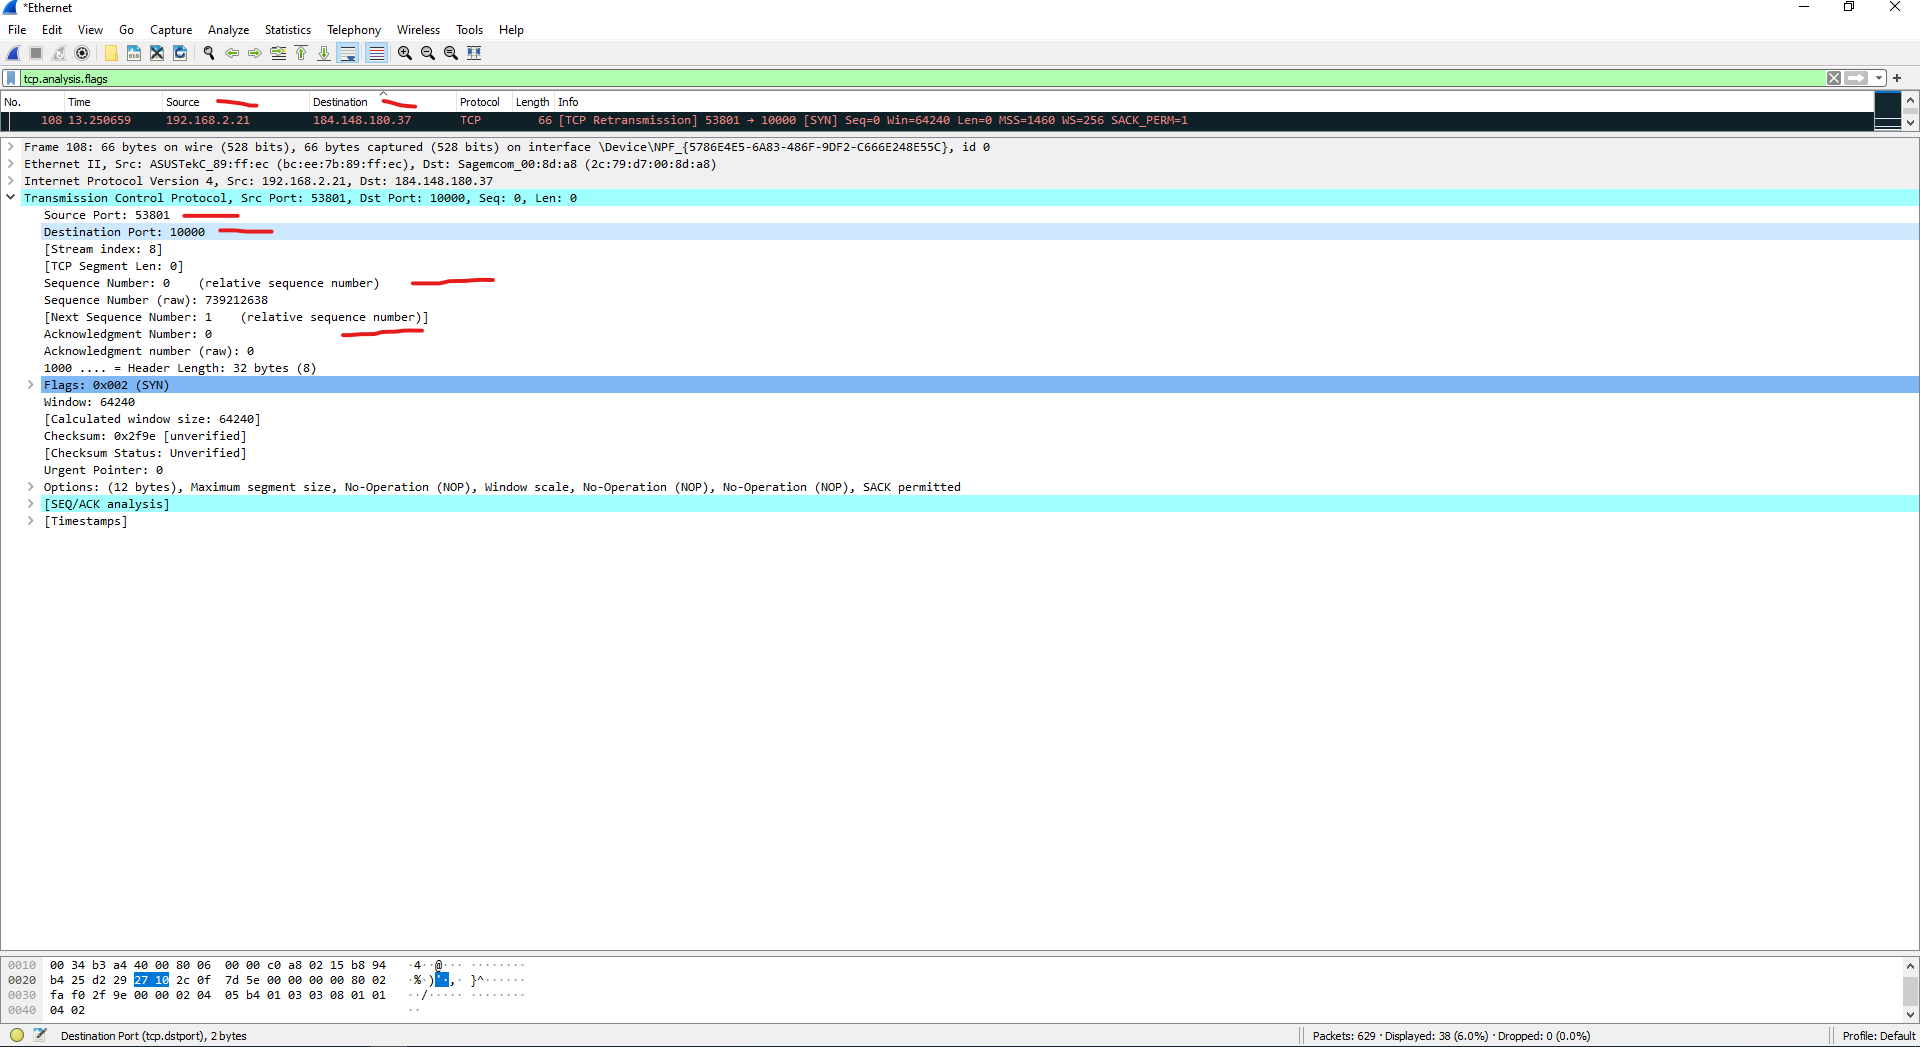 *Ethernet
File Edit View Go Capture Analyze Statistics Telephony Wireless Tools Help
tcp.analysis.flags
No. Time Source Destination Protocol Length Info
108 13.250659 192.168.2.21 184.148.180.37 TCP 66 [TCP Retransmission] 53801 → 10000 [SYN] Seq=0 Win=64240 Len=0 MSS=1460 WS=256 SACK_PERM=1
Frame 108: 66 bytes on wire (528 bits), 66 bytes captured (528 bits) on interface \Device\NPF_{5786E4E5-6A83-486F-9DF2-C666E248E55C}, id 0
Ethernet II, Src: ASUSTekC_89:ff:ec (bc:ee:7b:89:ff:ec), Dst: Sagemcom_00:8d:a8 (2c:79:d7:00:8d:a8)
Internet Protocol Version 4, Src: 192.168.2.21, Dst: 184.148.180.37
Transmission Control Protocol, Src Port: 53801, Dst Port: 10000, Seq: 0, Len: 0
Source Port: 53801
Destination Port: 10000
[Stream index: 8]
[TCP Segment Len: 0]
Sequence Number: 0    (relative sequence number)
Sequence Number (raw): 739212638
[Next Sequence Number: 1    (relative sequence number)]
Acknowledgment Number: 0
Acknowledgment number (raw): 0
1000 .... = Header Length: 32 bytes (8)
Flags: 0x002 (SYN)
Window: 64240
[Calculated window size: 64240]
Checksum: 0x2f9e [unverified]
[Checksum Status: Unverified]
Urgent Pointer: 0
Options: (12 bytes), Maximum segment size, No-Operation (NOP), Window scale, No-Operation (NOP), No-Operation (NOP), SACK permitted
[SEQ/ACK analysis]
[Timestamps]
0010 00 34 b3 a4 40 00 80 06 00 00 c0 a8 02 15 b8 94 ·4··@··· ········
0020 b4 25 d2 29 27 10 2c 0f 7d 5e 00 00 00 00 80 02 ·%·)'·,· }^······
0030 fa f0 2f 9e 00 00 02 04 05 b4 01 03 03 08 01 01 ··/····· ········
0040 04 02 ··
Destination Port (tcp.dstport), 2 bytes Packets: 629 · Displayed: 38 (6.0%) · Dropped: 0 (0.0%) Profile: Default